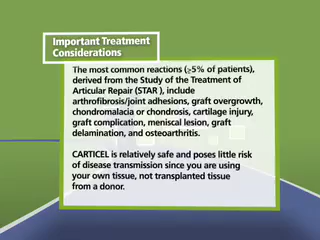 Important Treatment
Considerations
The most common reactions (≥5% of patients),
derived from the Study of the Treatment of
Articular Repair (STAR ), include
arthrofibrosis/joint adhesions, graft overgrowth,
chondromalacia or chondrosis, cartilage injury,
graft complication, meniscal lesion, graft
delamination, and osteoarthritis.
CARTICEL is relatively safe and poses little risk
of disease transmission since you are using
your own tissue, not transplanted tissue
from a donor.